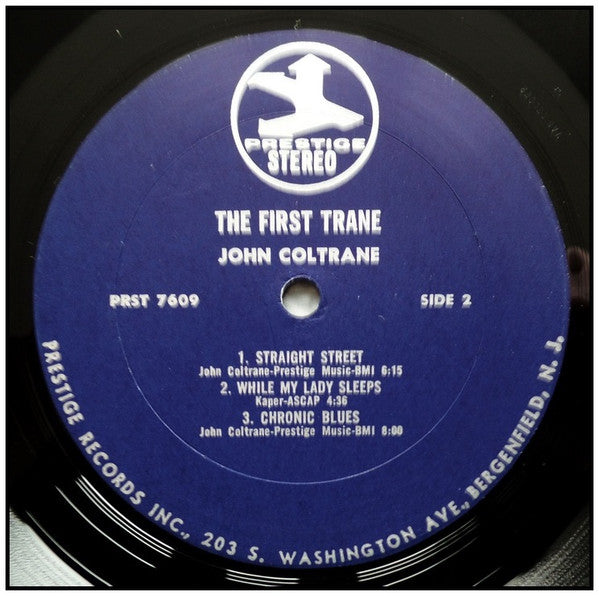 PRESTIGE
STEREO
THE FIRST TRANE
JOHN COLTRANE
PRST 7609
SIDE 2
1. STRAIGHT STREET
John Coltrane-Prestige Music-BMI 6:15
2. WHILE MY LADY SLEEPS
Kaper-ASCAP 4:36
3. CHRONIC BLUES
John Coltrane-Prestige Music-BMI 8:00
PRESTIGE RECORDS INC., 203 S. WASHINGTON AVE., BERGENFIELD, N. J.